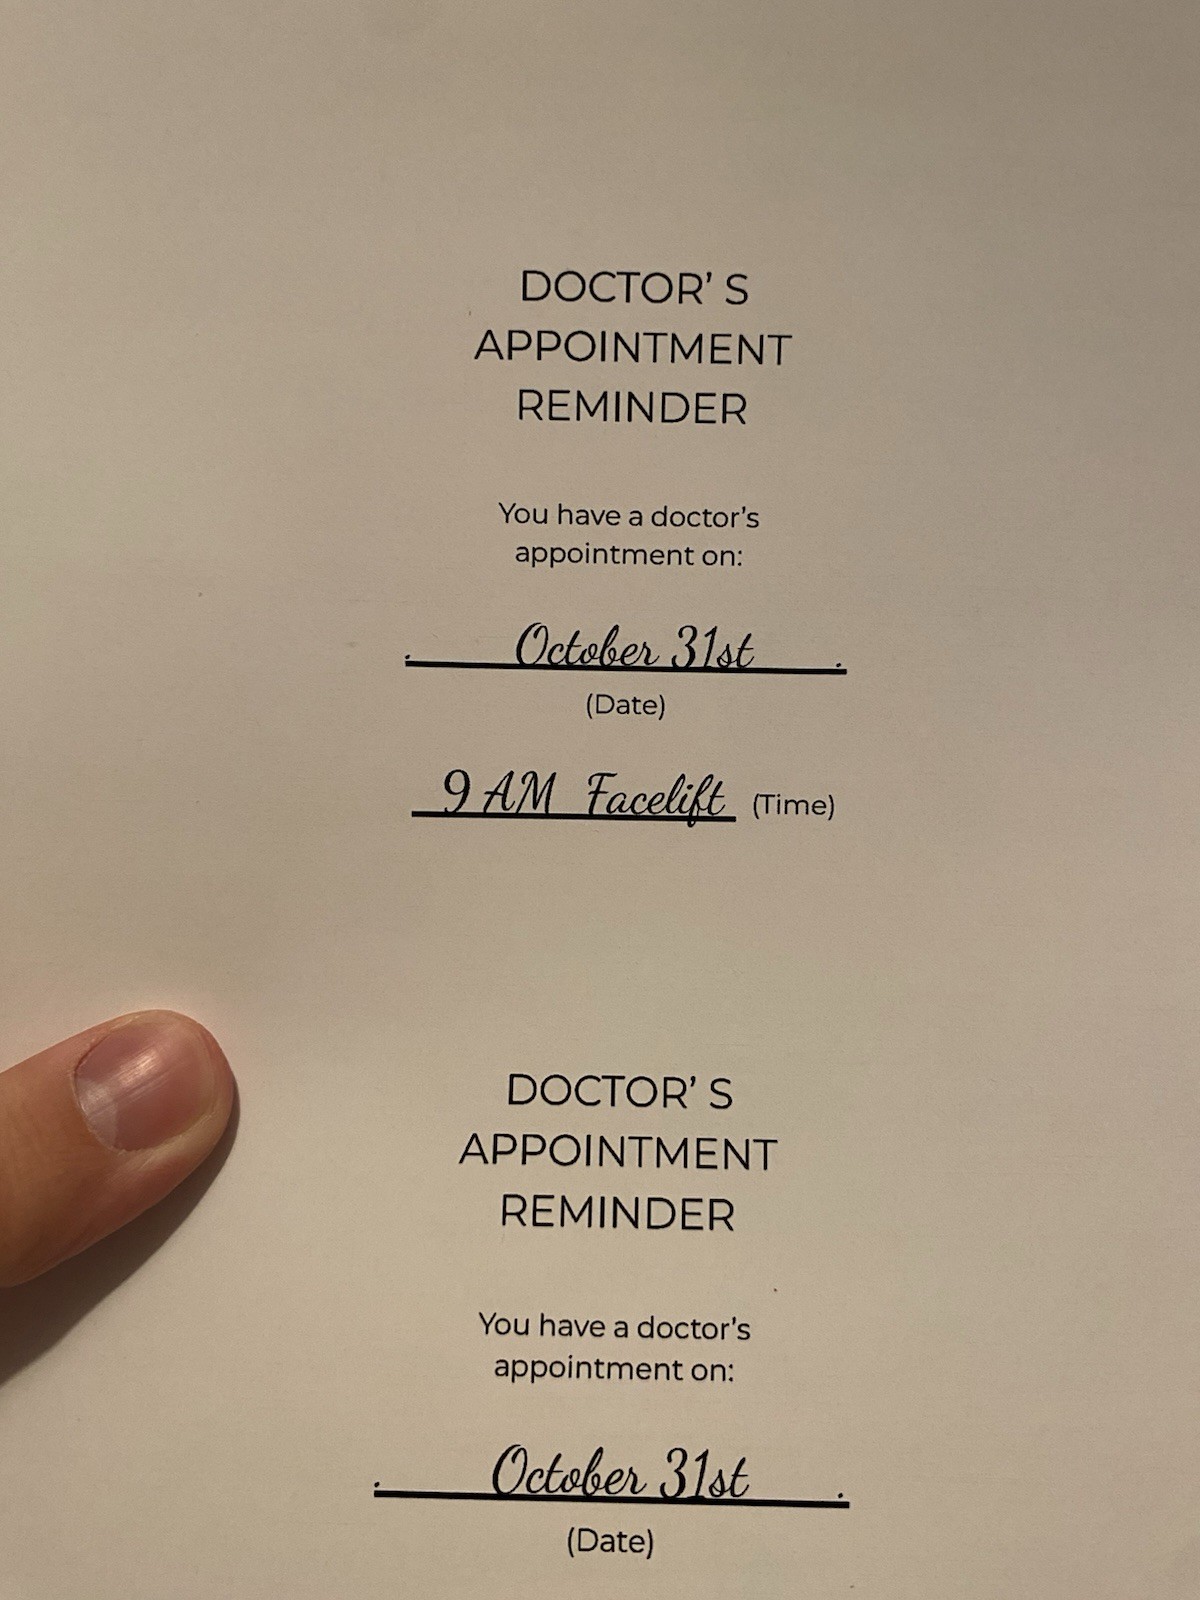 DOCTOR’ S
APPOINTMENT
REMINDER
You have a doctor's
appointment on:
. October 31st .
(Date)
9 AM Facelift (Time)
DOCTOR’ S
APPOINTMENT
REMINDER
You have a doctor's
appointment on:
. October 31st .
(Date)